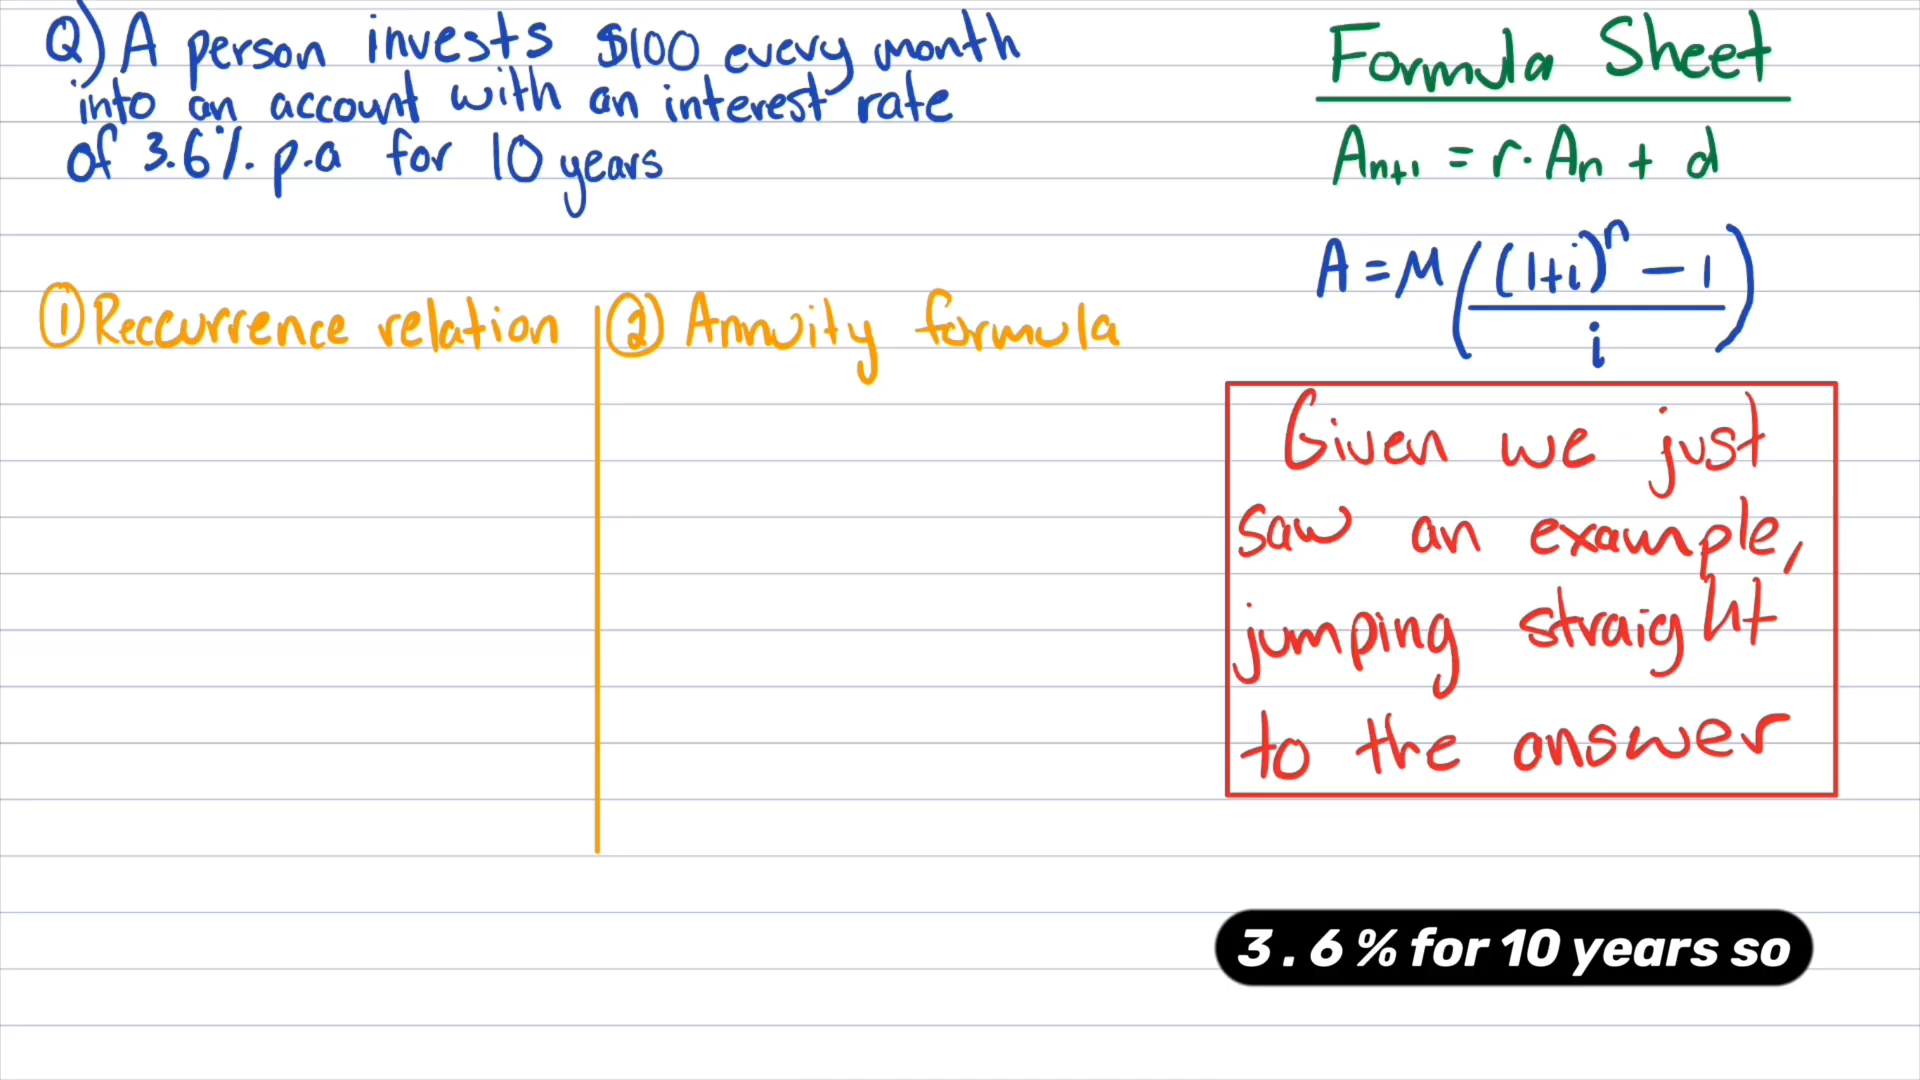 Q) A person invests $100 every month
into an account with an interest rate
of 3.6%. p.a for 10 years
① Reccurrence relation
② Annuity formula
Formula Sheet
Aₙ₊₁ = r·Aₙ + d
A = M(((1+i)ⁿ - 1)/i)
Given we just
saw an example,
jumping straight
to the answer
3.6% for 10 years so